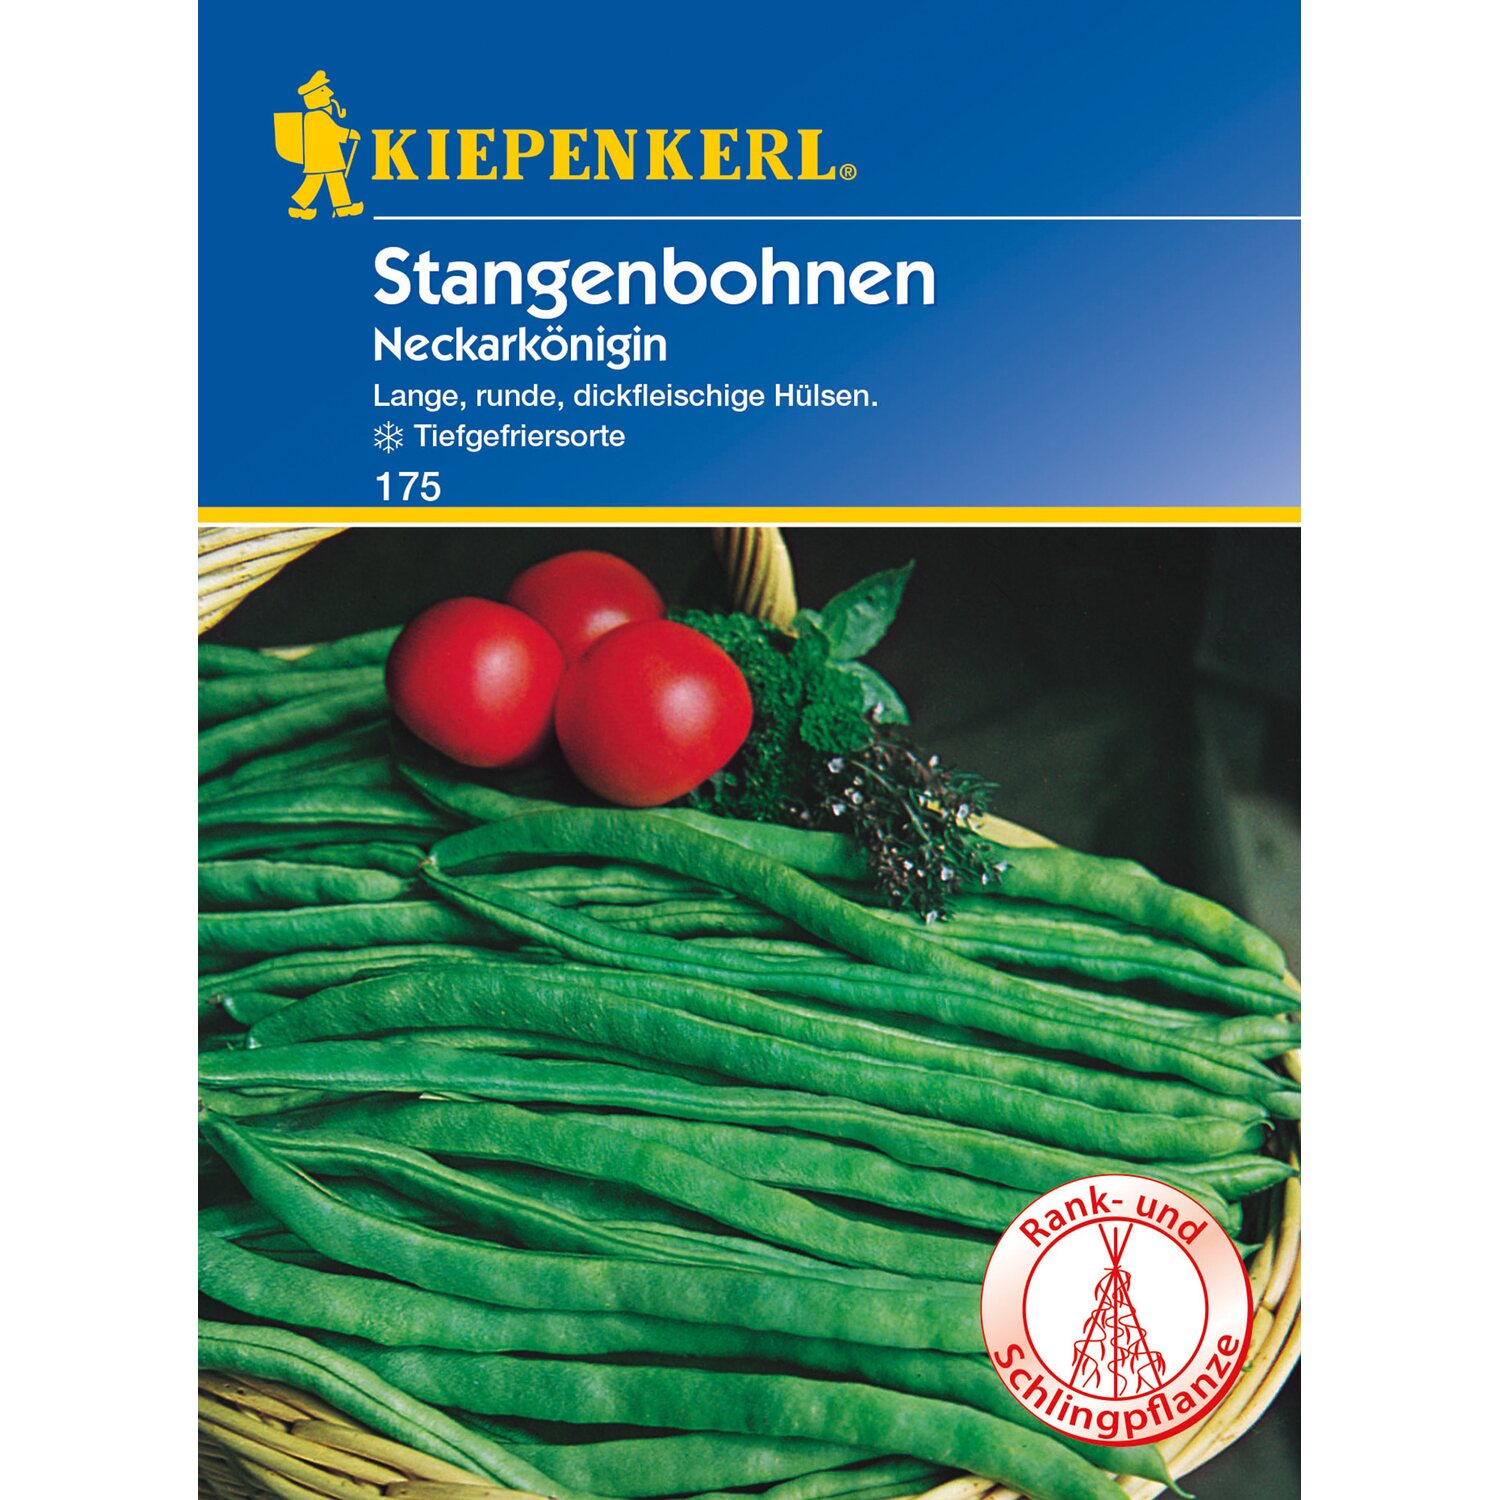 KIEPENKERL®
Stangenbohnen
Neckarkönigin
Lange, runde, dickfleischige Hülsen.
Tiefgefriersorte
175
Rank- und
Schlingpflanze